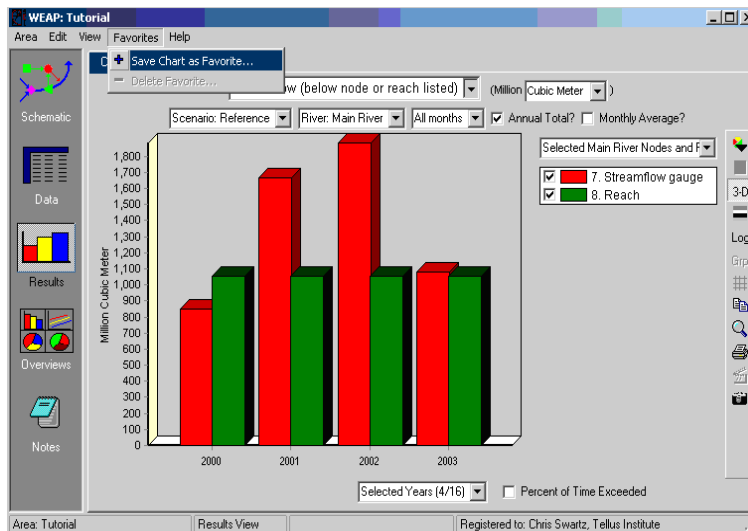 WEAP: Tutorial
Area Edit View Favorites Help
Save Chart as Favorite...
Delete Favorite...
C
ow (below node or reach listed)
(Million Cubic Meter )
Scenario: Reference River: Main River All months Annual Total? Monthly Average?
Selected Main River Nodes and F
7. Streamflow gauge
8. Reach
Schematic
Data
Results
Overviews
Notes
3-D
Log
Grp
Million Cubic Meter
1,800
1,700
1,600
1,500
1,400
1,300
1,200
1,100
1,000
900
800
700
600
500
400
300
200
100
0
2000 2001 2002 2003
Selected Years (4/16) Percent of Time Exceeded
Area: Tutorial Results View Registered to: Chris Swartz, Tellus Institute